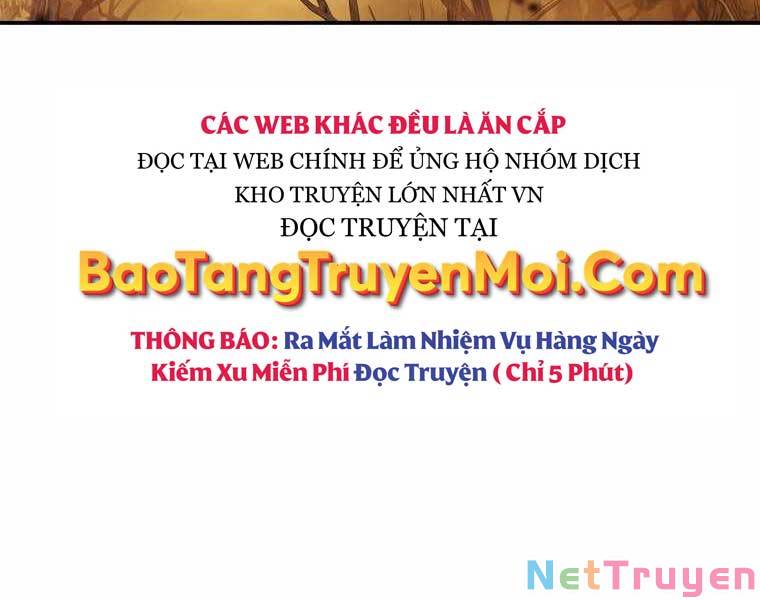 CÁC WEB KHÁC ĐỀU LÀ ĂN CẮP
ĐỌC TẠI WEB CHÍNH ĐỂ ỦNG HỘ NHÓM DỊCH
KHO TRUYỆN LỚN NHẤT VN
ĐỌC TRUYỆN TẠI
BaoTangTruyenMoi.Com
THÔNG BÁO: Ra Mắt Làm Nhiệm Vụ Hàng Ngày
Kiếm Xu Miễn Phí Đọc Truyện ( Chỉ 5 Phút)
NetTruyen